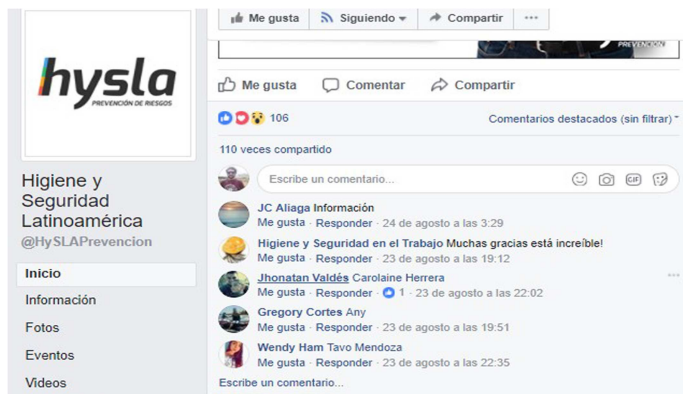 Me gusta Siguiendo Compartir ...
hysla
PREVENCIÓN DE RIESGOS
PREVENCIÓN
Me gusta Comentar Compartir
106 Comentarios destacados (sin filtrar)
110 veces compartido
Escribe un comentario... GIF
Higiene y
Seguridad
Latinoamérica
@HySLAPrevencion
Inicio
Información
Fotos
Eventos
Videos
JC Aliaga Información
Me gusta · Responder · 24 de agosto a las 3:29
Higiene y Seguridad en el Trabajo Muchas gracias está increíble!
Me gusta · Responder · 23 de agosto a las 19:12
Jhonatan Valdés Carolaine Herrera
Me gusta · Responder · 1 · 23 de agosto a las 22:02
Gregory Cortes Any
Me gusta · Responder · 23 de agosto a las 19:51
Wendy Ham Tavo Mendoza
Me gusta · Responder · 23 de agosto a las 22:35
Escribe un comentario...